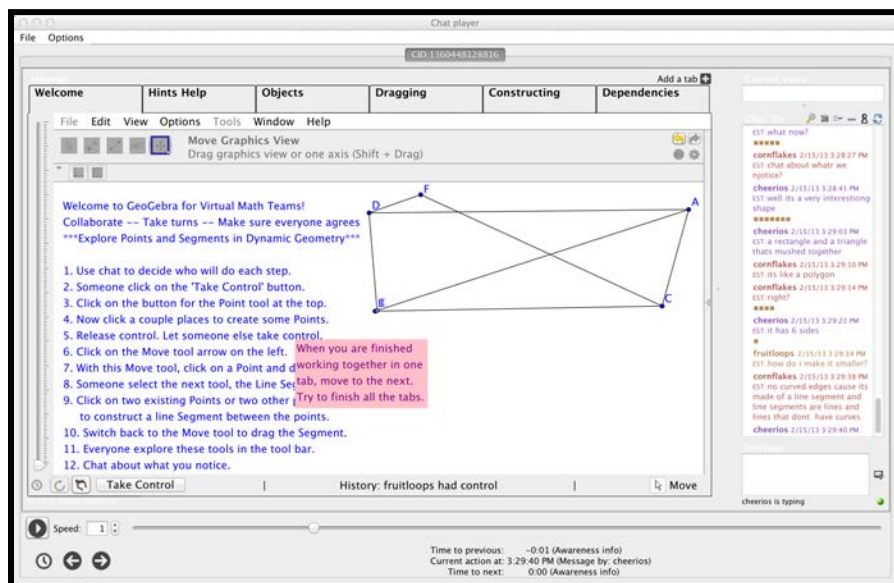 Chat player
File Options
CID:1360448128816
Add a tab
Welcome Hints Help Objects Dragging Constructing Dependencies
File Edit View Options Tools Window Help
Move Graphics View
Drag graphics view or one axis (Shift + Drag)
Welcome to GeoGebra for Virtual Math Teams!
Collaborate -- Take turns -- Make sure everyone agrees
***Explore Points and Segments in Dynamic Geometry***
1. Use chat to decide who will do each step.
2. Someone click on the 'Take Control' button.
3. Click on the button for the Point tool at the top.
4. Now click a couple places to create some Points.
5. Release control. Let someone else take control.
6. Click on the Move tool arrow on the left.
7. With this Move tool, click on a Point and d
8. Someone select the next tool, the Line Seg
9. Click on two existing Points or two other p
to construct a line Segment between the points.
10. Switch back to the Move tool to drag the Segment.
11. Everyone explore these tools in the tool bar.
12. Chat about what you notice.
When you are finished
working together in one
tab, move to the next.
Try to finish all the tabs.
F
D
A
C
Take Control | History: fruitloops had control | Move
EST: what now?
cornflakes 2/15/13 3:28:27 PM
EST: chat about whatr we
njotice?
cheerios 2/15/13 3:28:41 PM
EST: well its a very interestiong
shape
cheerios 2/15/13 3:29:03 PM
EST: a rectangle and a triangle
thats mushed together
cornflakes 2/15/13 3:29:10 PM
EST: its like a polygon
cornflakes 2/15/13 3:29:14 PM
EST: right?
cheerios 2/15/13 3:29:22 PM
EST: it has 6 sides
fruitloops 2/15/13 3:29:34 PM
EST: how do i make it smaller?
cornflakes 2/15/13 3:29:38 PM
EST: no curved edges cause its
made of a line segment and
line segments are lines and
lines that dont have curves
cheerios 2/15/13 3:29:40 PM
Message
cheerios is typing
Speed: 1
Time to previous: -0:01 (Awareness info)
Current action at: 3:29:40 PM (Message by: cheerios)
Time to next: 0:00 (Awareness info)